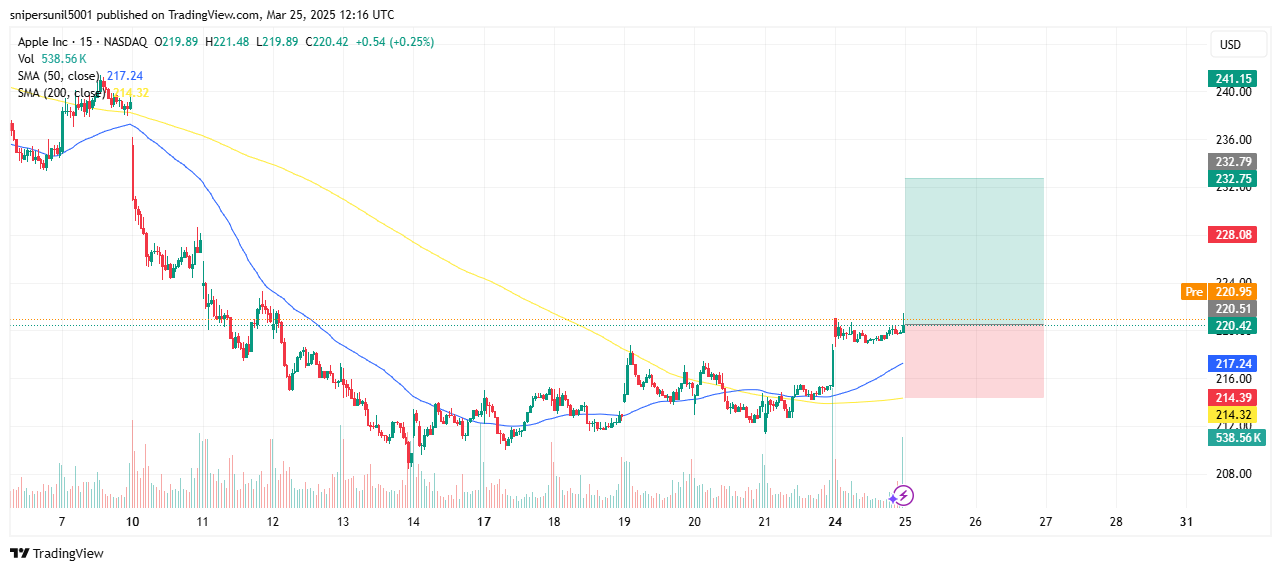 snipersunil5001 published on TradingView.com, Mar 25, 2025 12:16 UTC
Apple Inc · 15 · NASDAQ O219.89 H221.48 L219.89 C220.42 +0.54 (+0.25%)
Vol 538.56 K
SMA (50, close) 217.24
SMA (200, close) 214.32
USD
241.15
240.00
236.00
232.79
232.75
232.00
228.08
224.00
Pre 220.95
220.51
220.42
217.24
216.00
214.39
214.32
212.00
538.56 K
208.00
7 10 11 12 13 14 17 18 19 20 21 24 25 26 27 28 31
TradingView